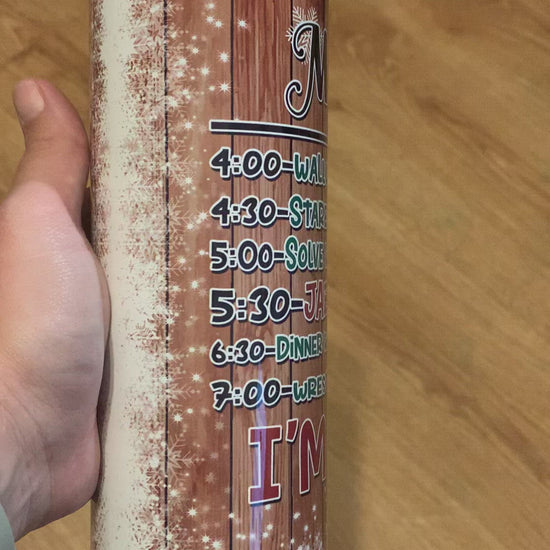 4:00-WAL
4:30-STAR
5:00-SOLVE
5:30-JA
6:30-DINNER
7:00-WRES
I'M